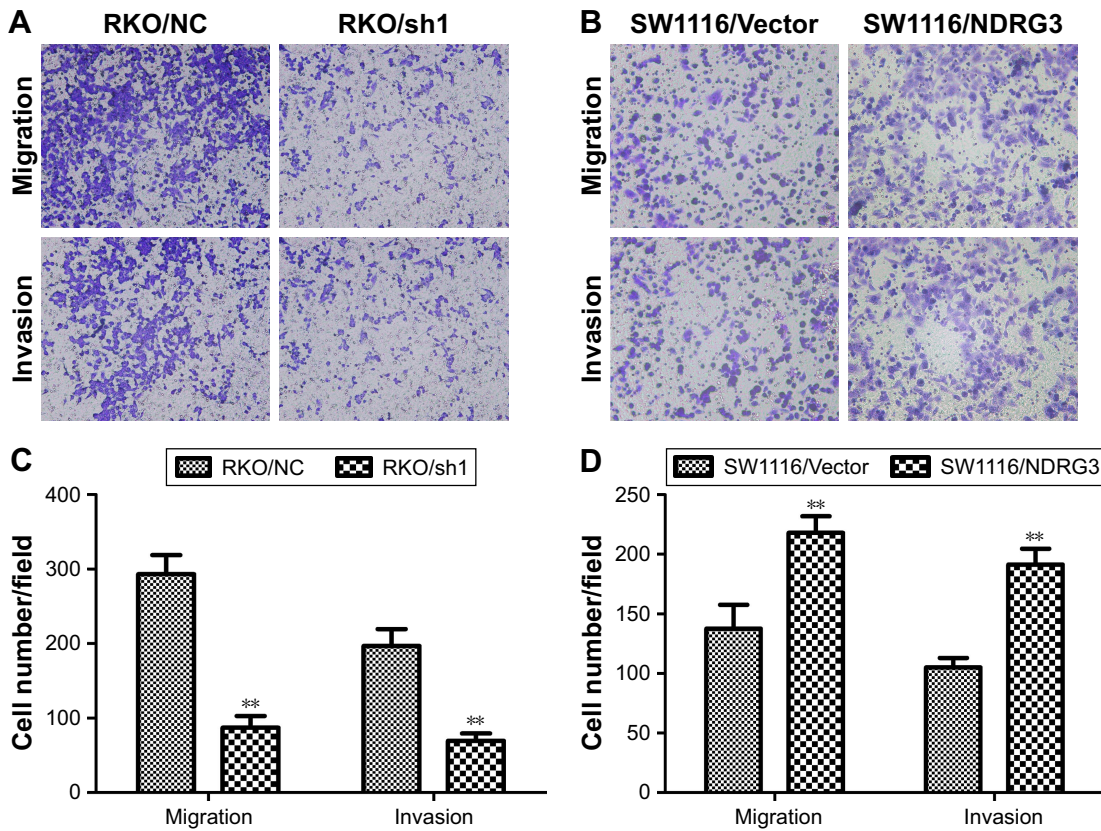 A
RKO/NC
RKO/sh1
Migration
Invasion
B
SW1116/Vector
SW1116/NDRG3
Migration
Invasion
C
RKO/NC
RKO/sh1
Cell number/field
400
300
200
100
0
**
**
Migration
Invasion
D
SW1116/Vector
SW1116/NDRG3
Cell number/field
250
200
150
100
50
0
**
**
Migration
Invasion